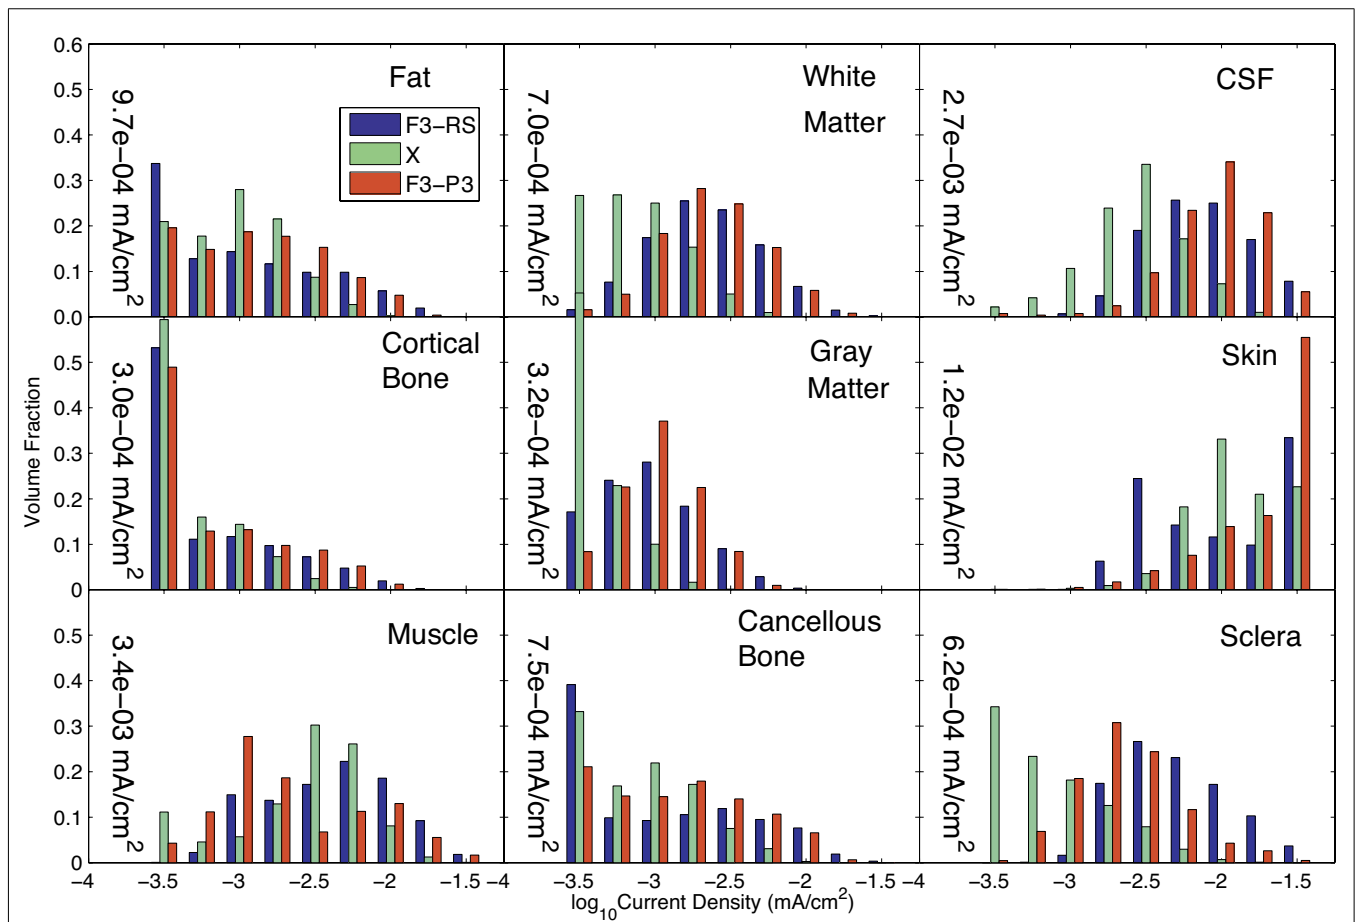 0.6
0.5
0.4
0.3
0.2
0.1
0.0
Fat
9.7e−04 mA/cm2
F3−RS
X
F3−P3
White
Matter
7.0e−04 mA/cm2
CSF
2.7e−03 mA/cm2
Volume Fraction
0.5
0.4
0.3
0.2
0.1
0
Cortical
Bone
3.0e−04 mA/cm2
Gray
Matter
3.2e−04 mA/cm2
Skin
1.2e−02 mA/cm2
0.5
0.4
0.3
0.2
0.1
0
Muscle
3.4e−03 mA/cm2
Cancellous
Bone
7.5e−04 mA/cm2
Sclera
6.2e−04 mA/cm2
−4 −3.5 −3 −2.5 −2 −1.5 −4 −3.5 −3 −2.5 −2 −1.5 −4 −3.5 −3 −2.5 −2 −1.5
log10Current Density (mA/cm2)